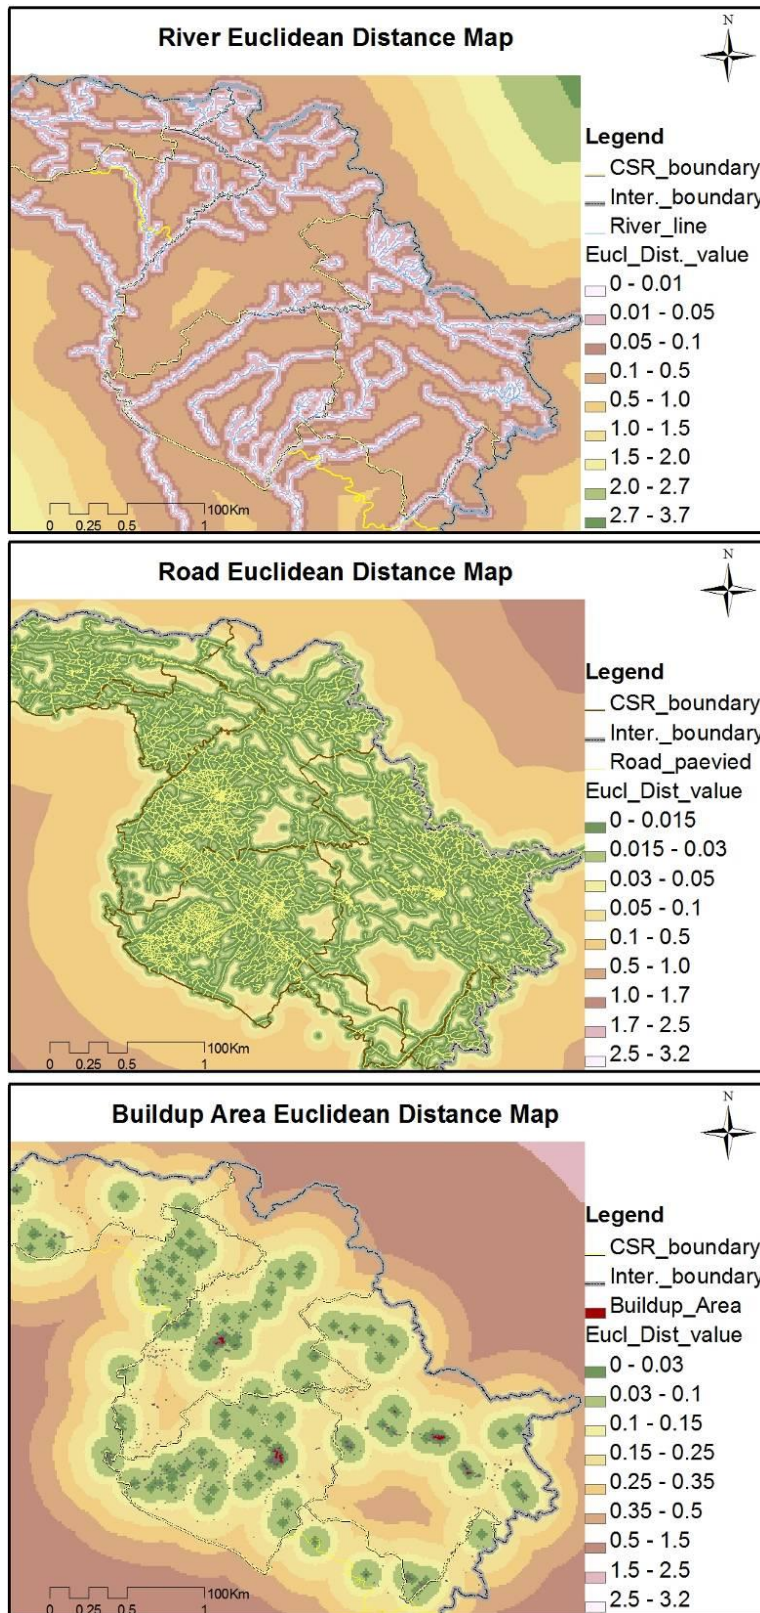 River Euclidean Distance Map
N
Legend
CSR_boundary
Inter._boundary
River_line
Eucl_Dist._value
0 - 0.01
0.01 - 0.05
0.05 - 0.1
0.1 - 0.5
0.5 - 1.0
1.0 - 1.5
1.5 - 2.0
2.0 - 2.7
2.7 - 3.7
100Km
0 0.25 0.5 1
Road Euclidean Distance Map
N
Legend
CSR_boundary
Inter._boundary
Road_paevied
Eucl_Dist_value
0 - 0.015
0.015 - 0.03
0.03 - 0.05
0.05 - 0.1
0.1 - 0.5
0.5 - 1.0
1.0 - 1.7
1.7 - 2.5
2.5 - 3.2
100Km
0 0.25 0.5 1
Buildup Area Euclidean Distance Map
N
Legend
CSR_boundary
Inter._boundary
Buildup_Area
Eucl_Dist_value
0 - 0.03
0.03 - 0.1
0.1 - 0.15
0.15 - 0.25
0.25 - 0.35
0.35 - 0.5
0.5 - 1.5
1.5 - 2.5
2.5 - 3.2
100Km
0 0.25 0.5 1